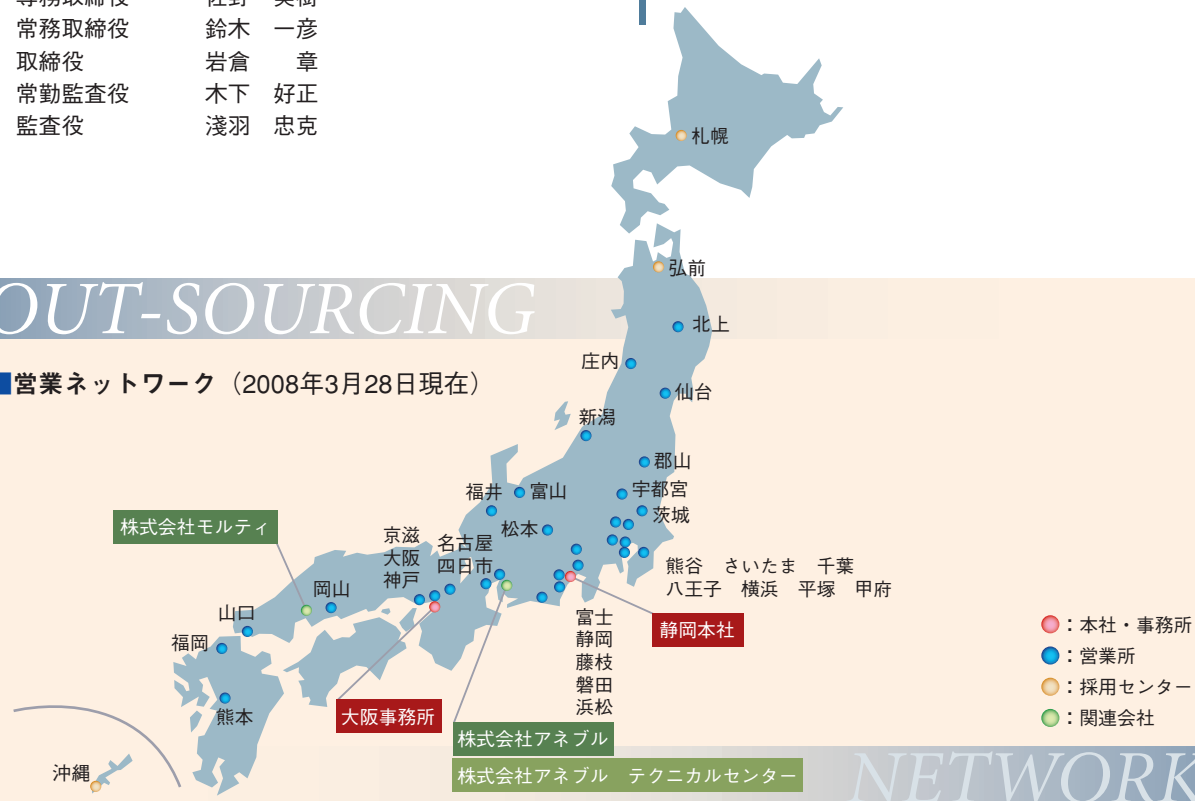 専務取締役 佐野 英樹
常務取締役 鈴木 一彦
取締役 岩倉 章
常勤監査役 木下 好正
監査役 淺羽 忠克
OUT-SOURCING
■営業ネットワーク（2008年3月28日現在）
札幌
弘前
北上
庄内
仙台
新潟
郡山
福井
富山
宇都宮
茨城
松本
株式会社モルティ
京滋
大阪
神戸
名古屋
四日市
熊谷 さいたま 千葉
八王子 横浜 平塚 甲府
岡山
山口
福岡
熊本
富士
静岡
藤枝
磐田
浜松
静岡本社
大阪事務所
株式会社アネブル
株式会社アネブル テクニカルセンター
沖縄
：本社・事務所
：営業所
：採用センター
：関連会社
NETWORK